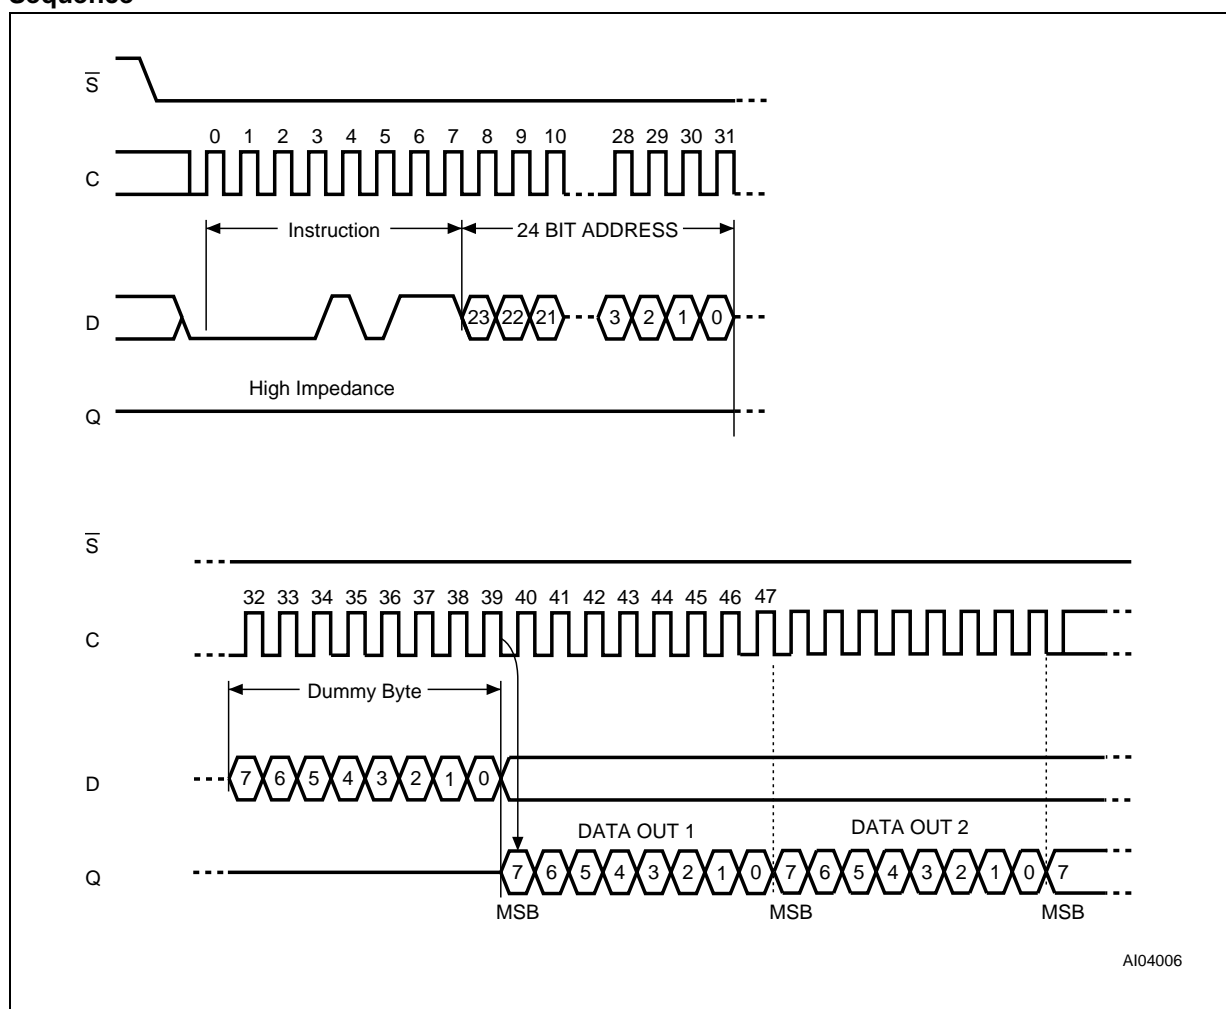 S
0 1 2 3 4 5 6 7 8 9 10 28 29 30 31
C
Instruction 24 BIT ADDRESS
D 23 22 21 3 2 1 0
High Impedance
Q
S
32 33 34 35 36 37 38 39 40 41 42 43 44 45 46 47
C
Dummy Byte
D 7 6 5 4 3 2 1 0
DATA OUT 1 DATA OUT 2
Q 7 6 5 4 3 2 1 0 7 6 5 4 3 2 1 0 7
MSB MSB MSB
AI04006